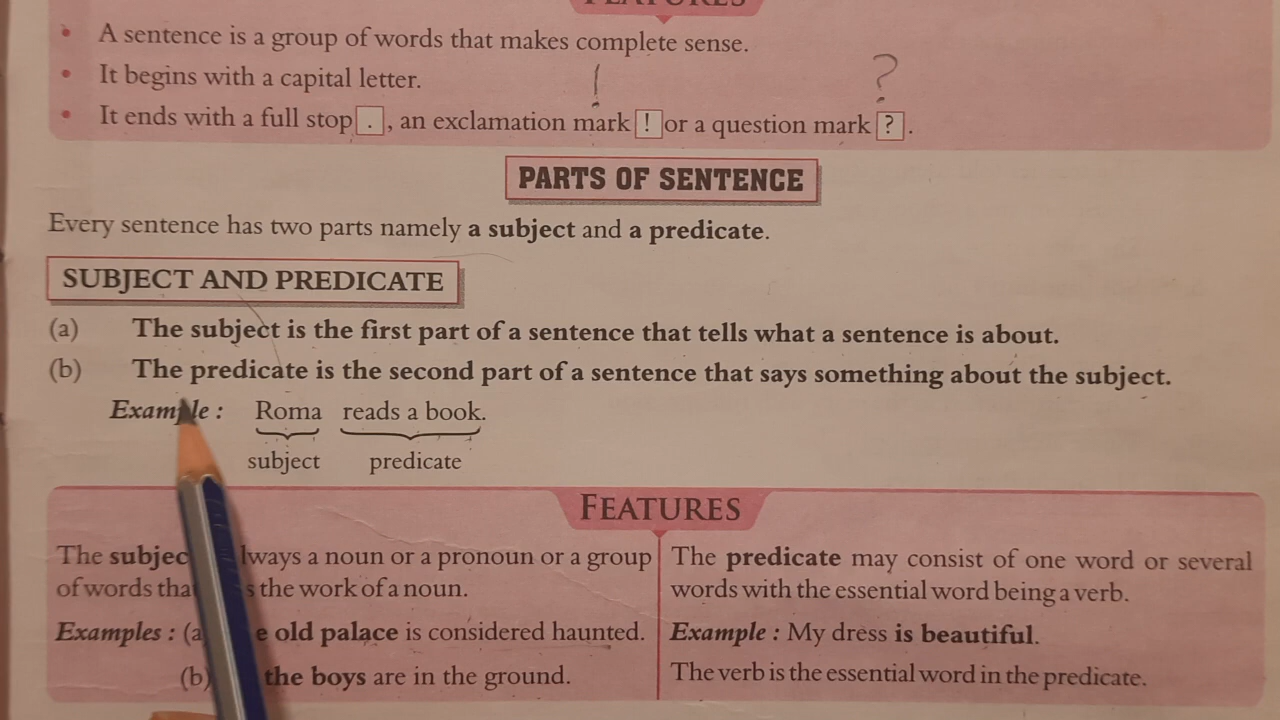 FEATURES
• A sentence is a group of words that makes complete sense.
! ?
• It begins with a capital letter.
• It ends with a full stop . , an exclamation mark ! or a question mark ? .
PARTS OF SENTENCE
Every sentence has two parts namely a subject and a predicate.
SUBJECT AND PREDICATE
(a) The subject is the first part of a sentence that tells what a sentence is about.
(b) The predicate is the second part of a sentence that says something about the subject.
Example : Roma reads a book.
subject predicate
FEATURES
The subjec lways a noun or a pronoun or a group
of words tha s the work of a noun.
Examples : (a e old palace is considered haunted.
(b) the boys are in the ground.
The predicate may consist of one word or several
words with the essential word being a verb.
Example : My dress is beautiful.
The verb is the essential word in the predicate.